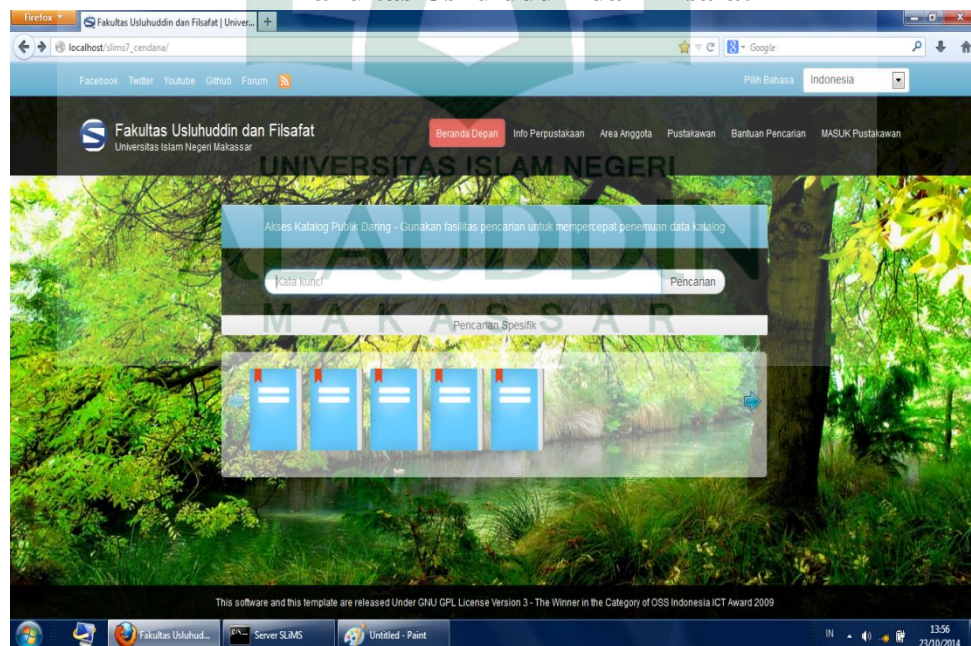 Firefox
Fakultas Usluhuddin dan Filsafat | Univer...
localhost/slims7_cendana/
Google
Facebook Twitter Youtube Github Forum
Pilih Bahasa Indonesia
Fakultas Usluhuddin dan Filsafat
Universitas Islam Negeri Makassar
Beranda Depan Info Perpustakaan Area Anggota Pustakawan Bantuan Pencarian MASUK Pustakawan
UNIVERSITAS ISLAM NEGERI
Akses Katalog Publik Daring - Gunakan fasilitas pencarian untuk mempercepat penemuan data katalog
ALAUDDIN
Kata kunci Pencarian
MAKASSAR
Pencarian Spesifik
This software and this template are released Under GNU GPL License Version 3 - The Winner in the Category of OSS Indonesia ICT Award 2009
Fakultas Usluhud... Server SLiMS Untitled - Paint
IN 13:56
23/10/2014